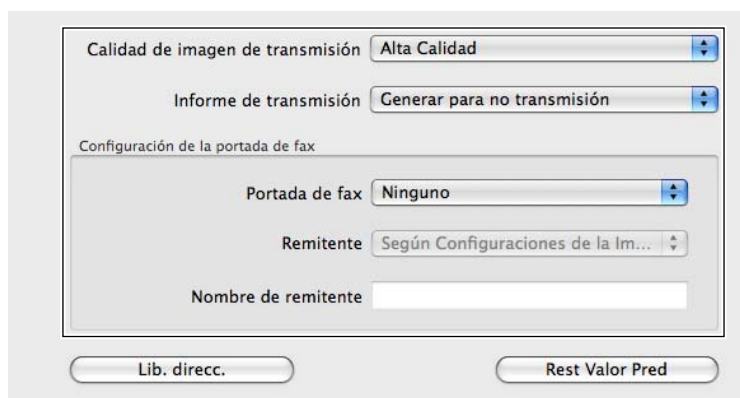 Calidad de imagen de transmisión Alta Calidad
Informe de transmisión Generar para no transmisión
Configuración de la portada de fax
Portada de fax Ninguno
Remitente Según Configuraciones de la Im...
Nombre de remitente
Lib. direcc. Rest Valor Pred